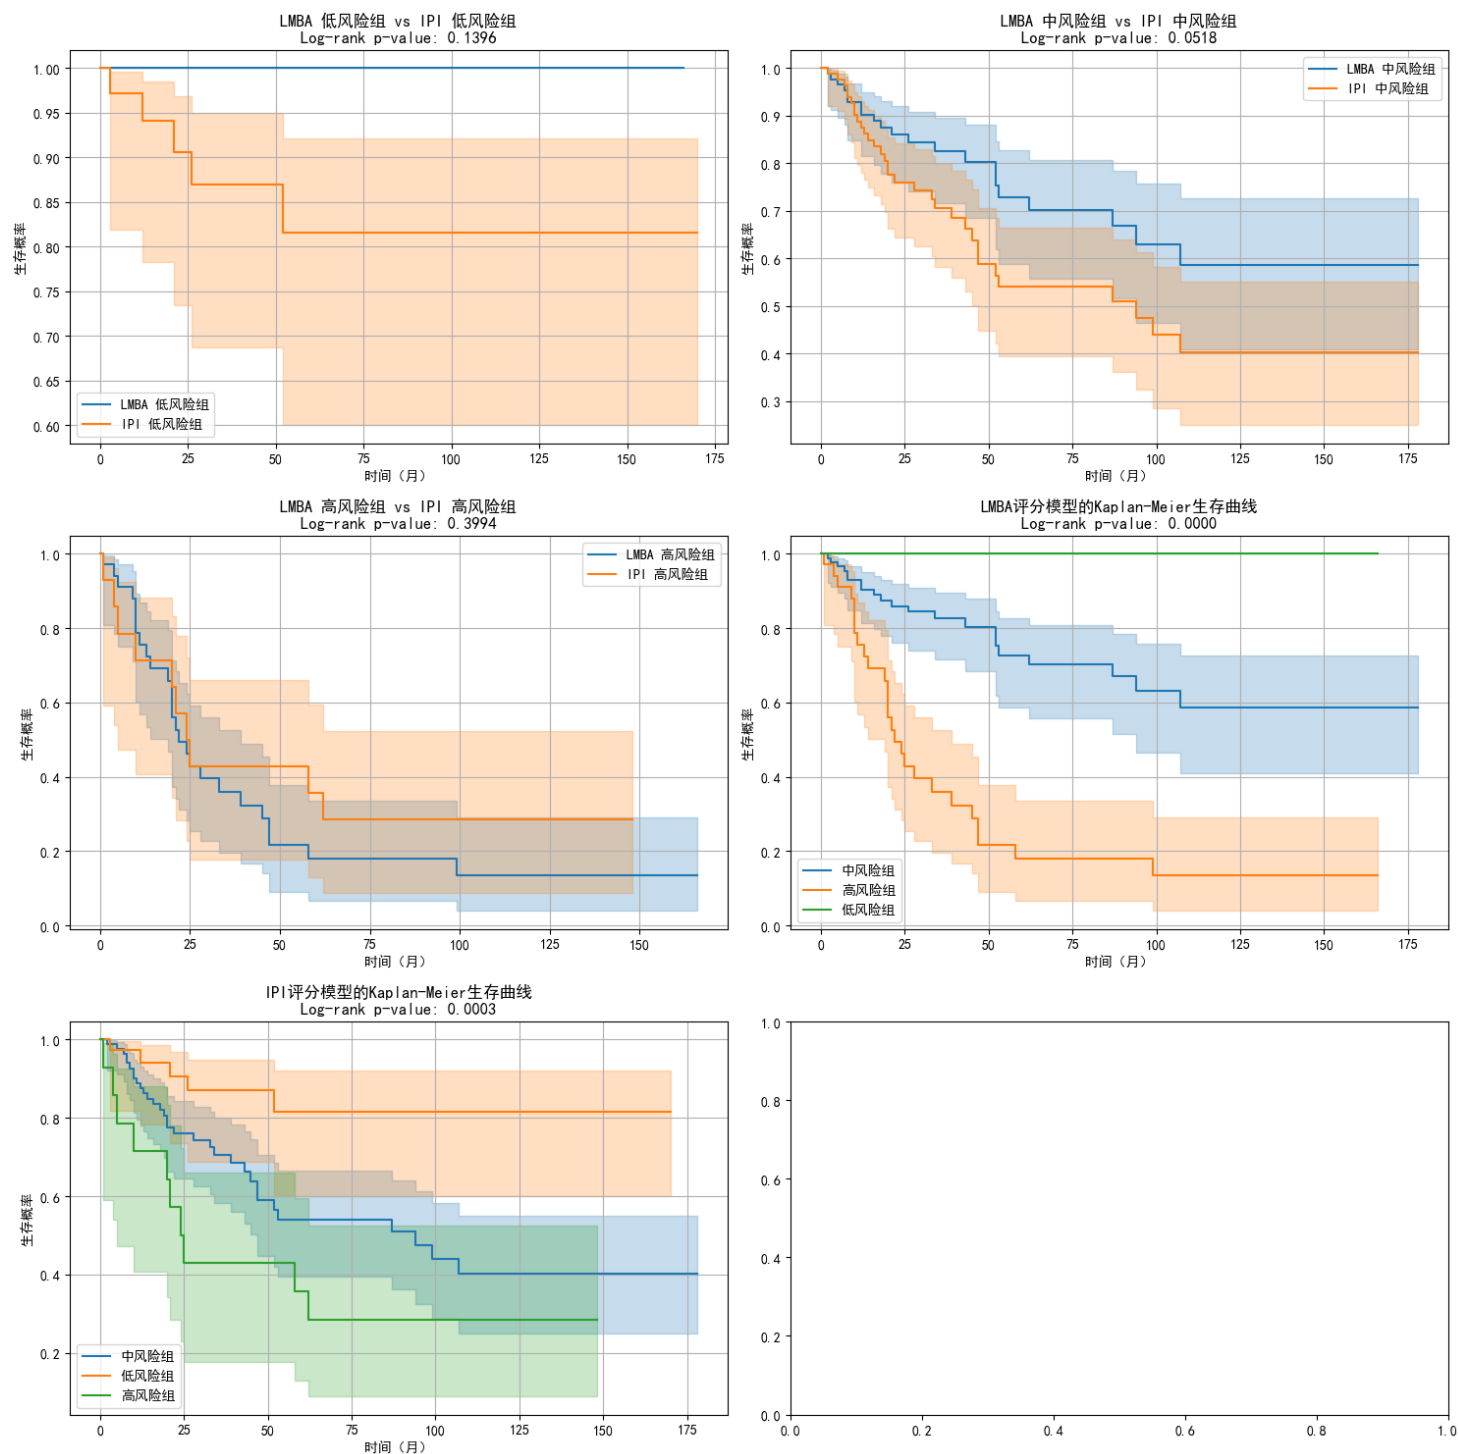 LMBA 低风险组 vs IPI 低风险组
Log-rank p-value: 0.1396
1.00
0.95
0.90
0.85
0.80
0.75
0.70
0.65
0.60
生存概率
LMBA 低风险组
IPI 低风险组
0 25 50 75 100 125 150 175
时间（月）
LMBA 中风险组 vs IPI 中风险组
Log-rank p-value: 0.0518
1.0
0.9
0.8
0.7
0.6
0.5
0.4
0.3
生存概率
LMBA 中风险组
IPI 中风险组
0 25 50 75 100 125 150 175
时间（月）
LMBA 高风险组 vs IPI 高风险组
Log-rank p-value: 0.3994
1.0
0.8
0.6
0.4
0.2
0.0
生存概率
LMBA 高风险组
IPI 高风险组
0 25 50 75 100 125 150
时间（月）
LMBA评分模型的Kaplan-Meier生存曲线
Log-rank p-value: 0.0000
1.0
0.8
0.6
0.4
0.2
0.0
生存概率
中风险组
高风险组
低风险组
0 25 50 75 100 125 150 175
时间（月）
IPI评分模型的Kaplan-Meier生存曲线
Log-rank p-value: 0.0003
1.0
0.8
0.6
0.4
0.2
生存概率
中风险组
低风险组
高风险组
0 25 50 75 100 125 150 175
时间（月）
1.0
0.8
0.6
0.4
0.2
0.0
0.0 0.2 0.4 0.6 0.8 1.0